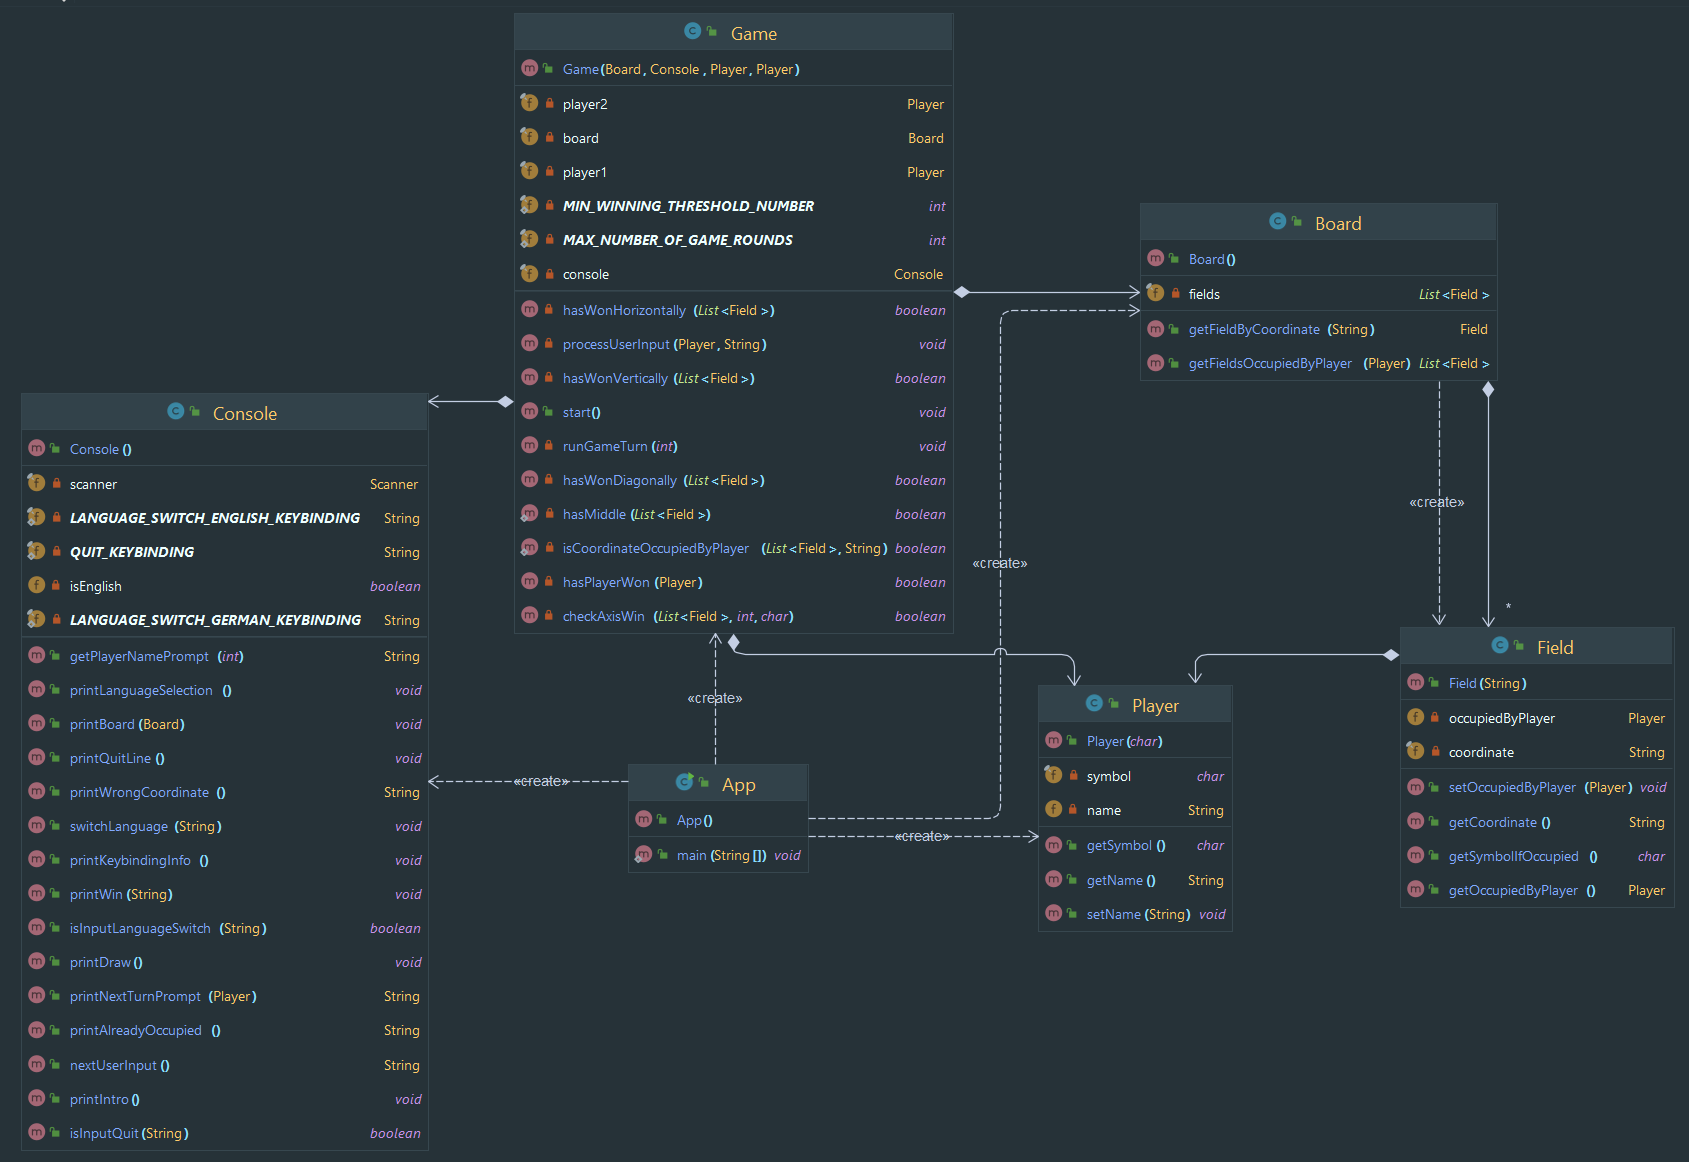 Game
Game(Board, Console, Player, Player)
player2 Player
board Board
player1 Player
MIN_WINNING_THRESHOLD_NUMBER int
MAX_NUMBER_OF_GAME_ROUNDS int
console Console
hasWonHorizontally (List<Field>) boolean
processUserInput (Player, String) void
hasWonVertically (List<Field>) boolean
start() void
runGameTurn (int) void
hasWonDiagonally (List<Field>) boolean
hasMiddle (List<Field>) boolean
isCoordinateOccupiedByPlayer (List<Field>, String) boolean
hasPlayerWon (Player) boolean
checkAxisWin (List<Field>, int, char) boolean
Board
Board()
fields List<Field>
getFieldByCoordinate (String) Field
getFieldsOccupiedByPlayer (Player) List<Field>
Console
Console ()
scanner Scanner
LANGUAGE_SWITCH_ENGLISH_KEYBINDING String
QUIT_KEYBINDING String
isEnglish boolean
LANGUAGE_SWITCH_GERMAN_KEYBINDING String
getPlayerNamePrompt (int) String
printLanguageSelection () void
printBoard (Board) void
printQuitLine () void
printWrongCoordinate () String
switchLanguage (String) void
printKeybindingInfo () void
printWin (String) void
isInputLanguageSwitch (String) boolean
printDraw () void
printNextTurnPrompt (Player) String
printAlreadyOccupied () String
nextUserInput () String
printIntro () void
isInputQuit (String) boolean
«create»
«create»
*
«create»
«create»
«create»
App
App()
main (String[]) void
Player
Player (char)
symbol char
name String
getSymbol () char
getName () String
setName (String) void
Field
Field (String)
occupiedByPlayer Player
coordinate String
setOccupiedByPlayer (Player) void
getCoordinate () String
getSymbolIfOccupied () char
getOccupiedByPlayer () Player